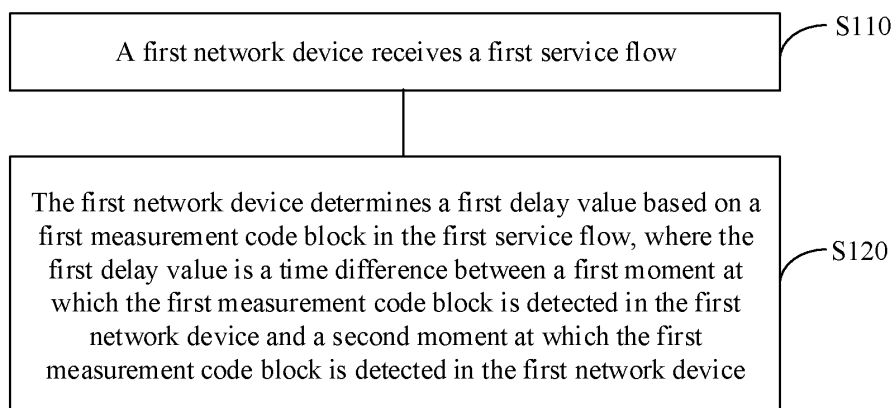 A first network device receives a first service flow
S110
The first network device determines a first delay value based on a
first measurement code block in the first service flow, where the
first delay value is a time difference between a first moment at
which the first measurement code block is detected in the first
network device and a second moment at which the first
measurement code block is detected in the first network device
S120